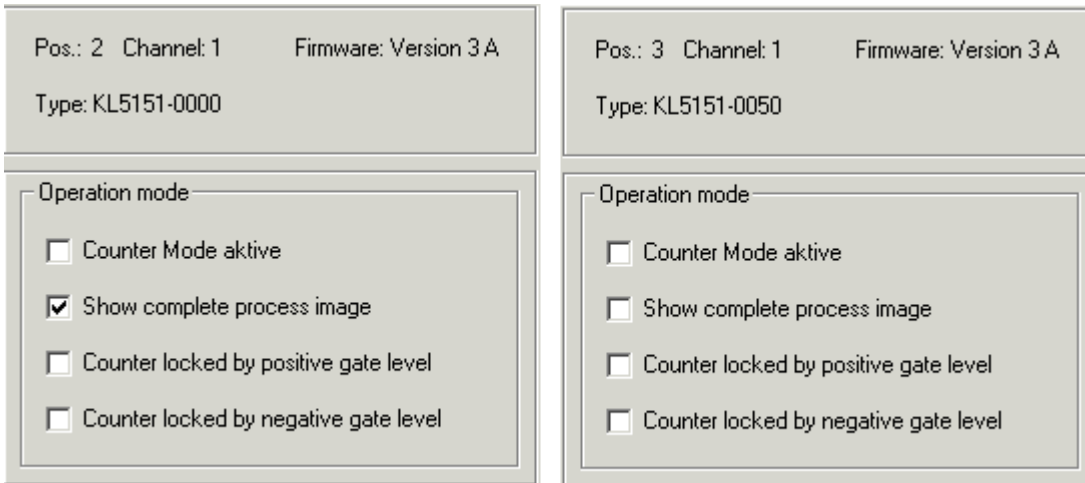 Pos.: 2 Channel: 1 Firmware: Version 3 A
Type: KL5151-0000
Operation mode
Counter Mode aktive
Show complete process image
Counter locked by positive gate level
Counter locked by negative gate level
Pos.: 3 Channel: 1 Firmware: Version 3 A
Type: KL5151-0050
Operation mode
Counter Mode aktive
Show complete process image
Counter locked by positive gate level
Counter locked by negative gate level